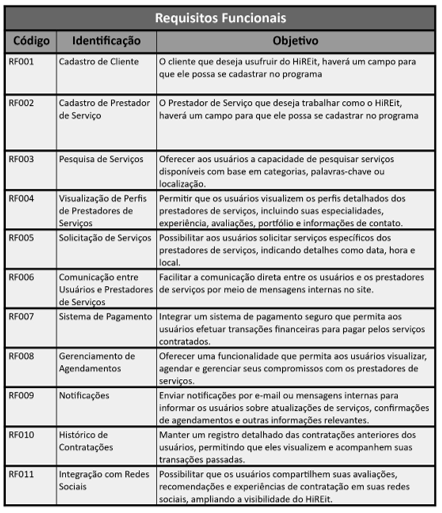 Requisitos Funcionais
Código Identificação Objetivo
RF001 Cadastro de Cliente O cliente que deseja usufruir do HiREit, haverá um campo para
que ele possa se cadastrar no programa
RF002 Cadastro de Prestador O Prestador de Serviço que deseja trabalhar como o HiREit,
de Serviço haverá um campo para que ele possa se cadastrar no programa
RF003 Pesquisa de Serviços Oferecer aos usuários a capacidade de pesquisar serviços
disponíveis com base em categorias, palavras-chave ou
localização.
RF004 Visualização de Perfis Permitir que os usuários visualizem os perfis detalhados dos
de Prestadores de prestadores de serviços, incluindo suas especialidades,
Serviços experiência, avaliações, portfólio e informações de contato.
RF005 Solicitação de Serviços Possibilitar aos usuários solicitar serviços específicos dos
prestadores de serviços, indicando detalhes como data, hora e
local.
RF006 Comunicação entre Facilitar a comunicação direta entre os usuários e os prestadores
Usuários e Prestadores de serviços por meio de mensagens internas no site.
de Serviços
RF007 Sistema de Pagamento Integrar um sistema de pagamento seguro que permita aos
usuários efetuar transações financeiras para pagar pelos serviços
contratados.
RF008 Gerenciamento de Oferecer uma funcionalidade que permita aos usuários visualizar,
Agendamentos agendar e gerenciar seus compromissos com os prestadores de
serviços.
RF009 Notificações Enviar notificações por e-mail ou mensagens internas para
informar os usuários sobre atualizações de serviços, confirmações
de agendamentos e outras informações relevantes.
RF010 Histórico de Manter um registro detalhado das contratações anteriores dos
Contratações usuários, permitindo que eles visualizem e acompanhem suas
transações passadas.
RF011 Integração com Redes Possibilitar que os usuários compartilhem suas avaliações,
Sociais recomendações e experiências de contratação em suas redes
sociais, ampliando a visibilidade do HiREit.